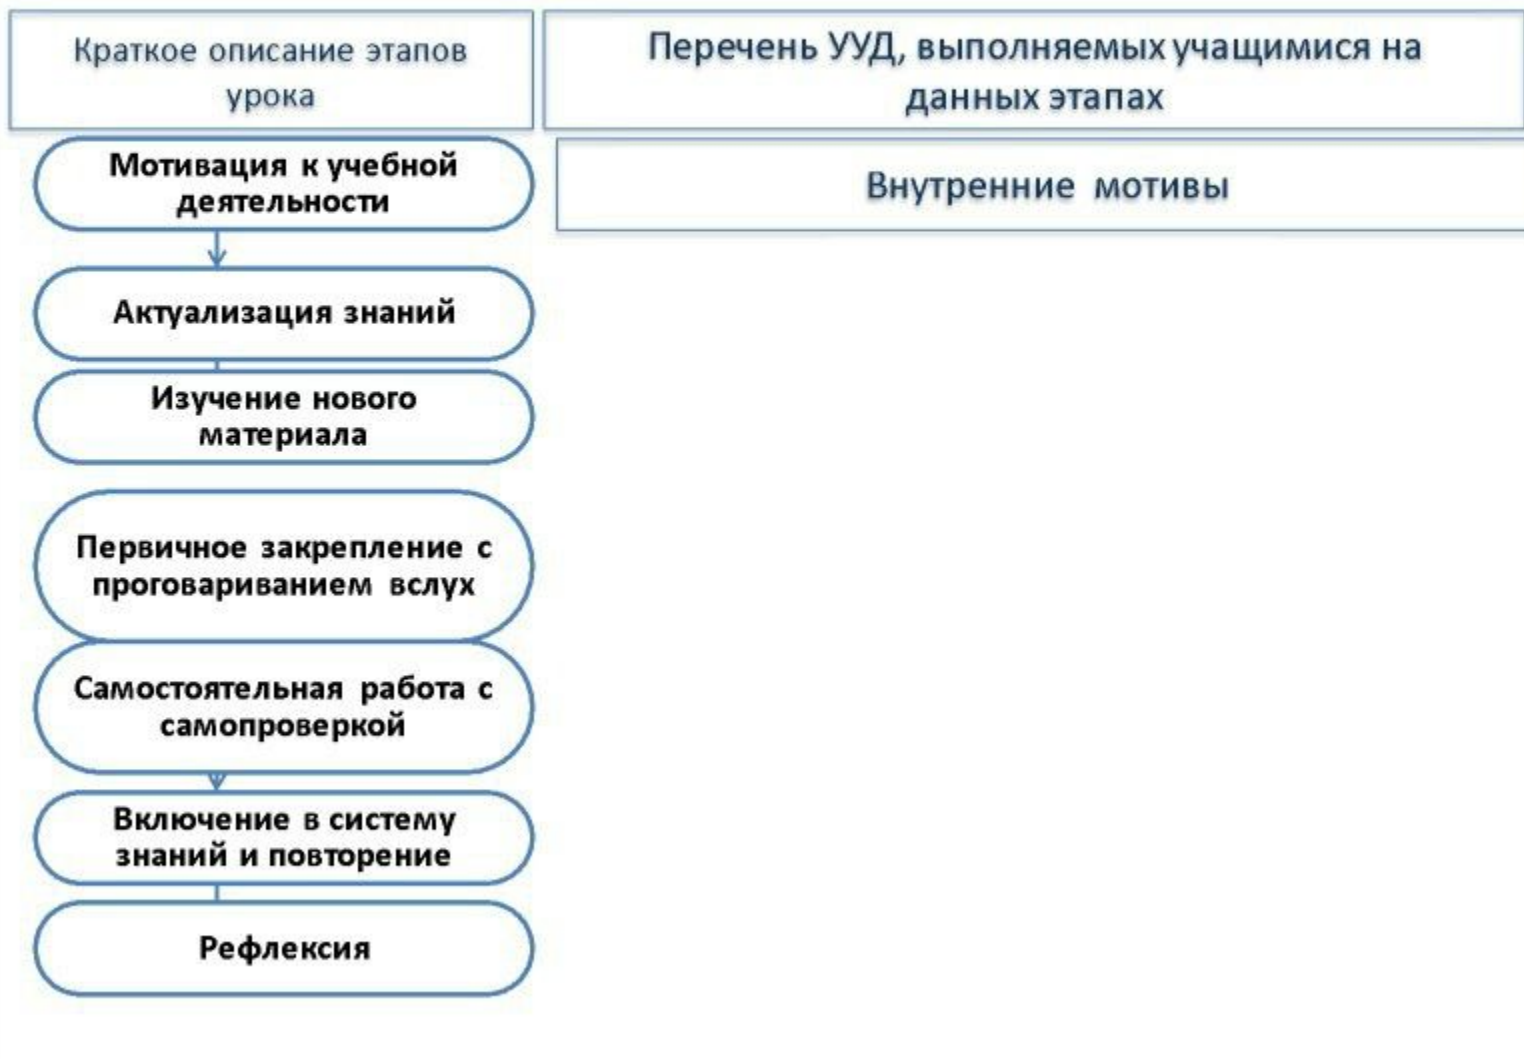 Краткое описание этапов
урока
Перечень УУД, выполняемых учащимися на
данных этапах
Мотивация к учебной
деятельности
Внутренние мотивы
Актуализация знаний
Изучение нового
материала
Первичное закрепление с
проговариванием вслух
Самостоятельная работа с
самопроверкой
Включение в систему
знаний и повторение
Рефлексия